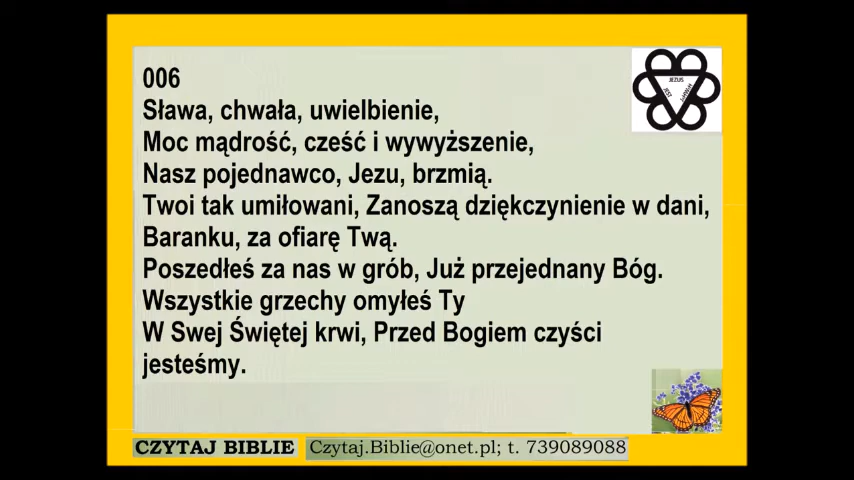 006
Sława, chwała, uwielbienie,
Moc mądrość, cześć i wywyższenie,
Nasz pojednawco, Jezu, brzmią.
Twoi tak umiłowani, Zanoszą dziękczynienie w dani,
Baranku, za ofiarę Twą.
Poszedłeś za nas w grób, Już przejednany Bóg.
Wszystkie grzechy omyłeś Ty
W Swej Świętej krwi, Przed Bogiem czyści
jesteśmy.
JEZUS
JEST
CZYTAJ BIBLIE
Czytaj.Biblie@onet.pl; t. 739089088